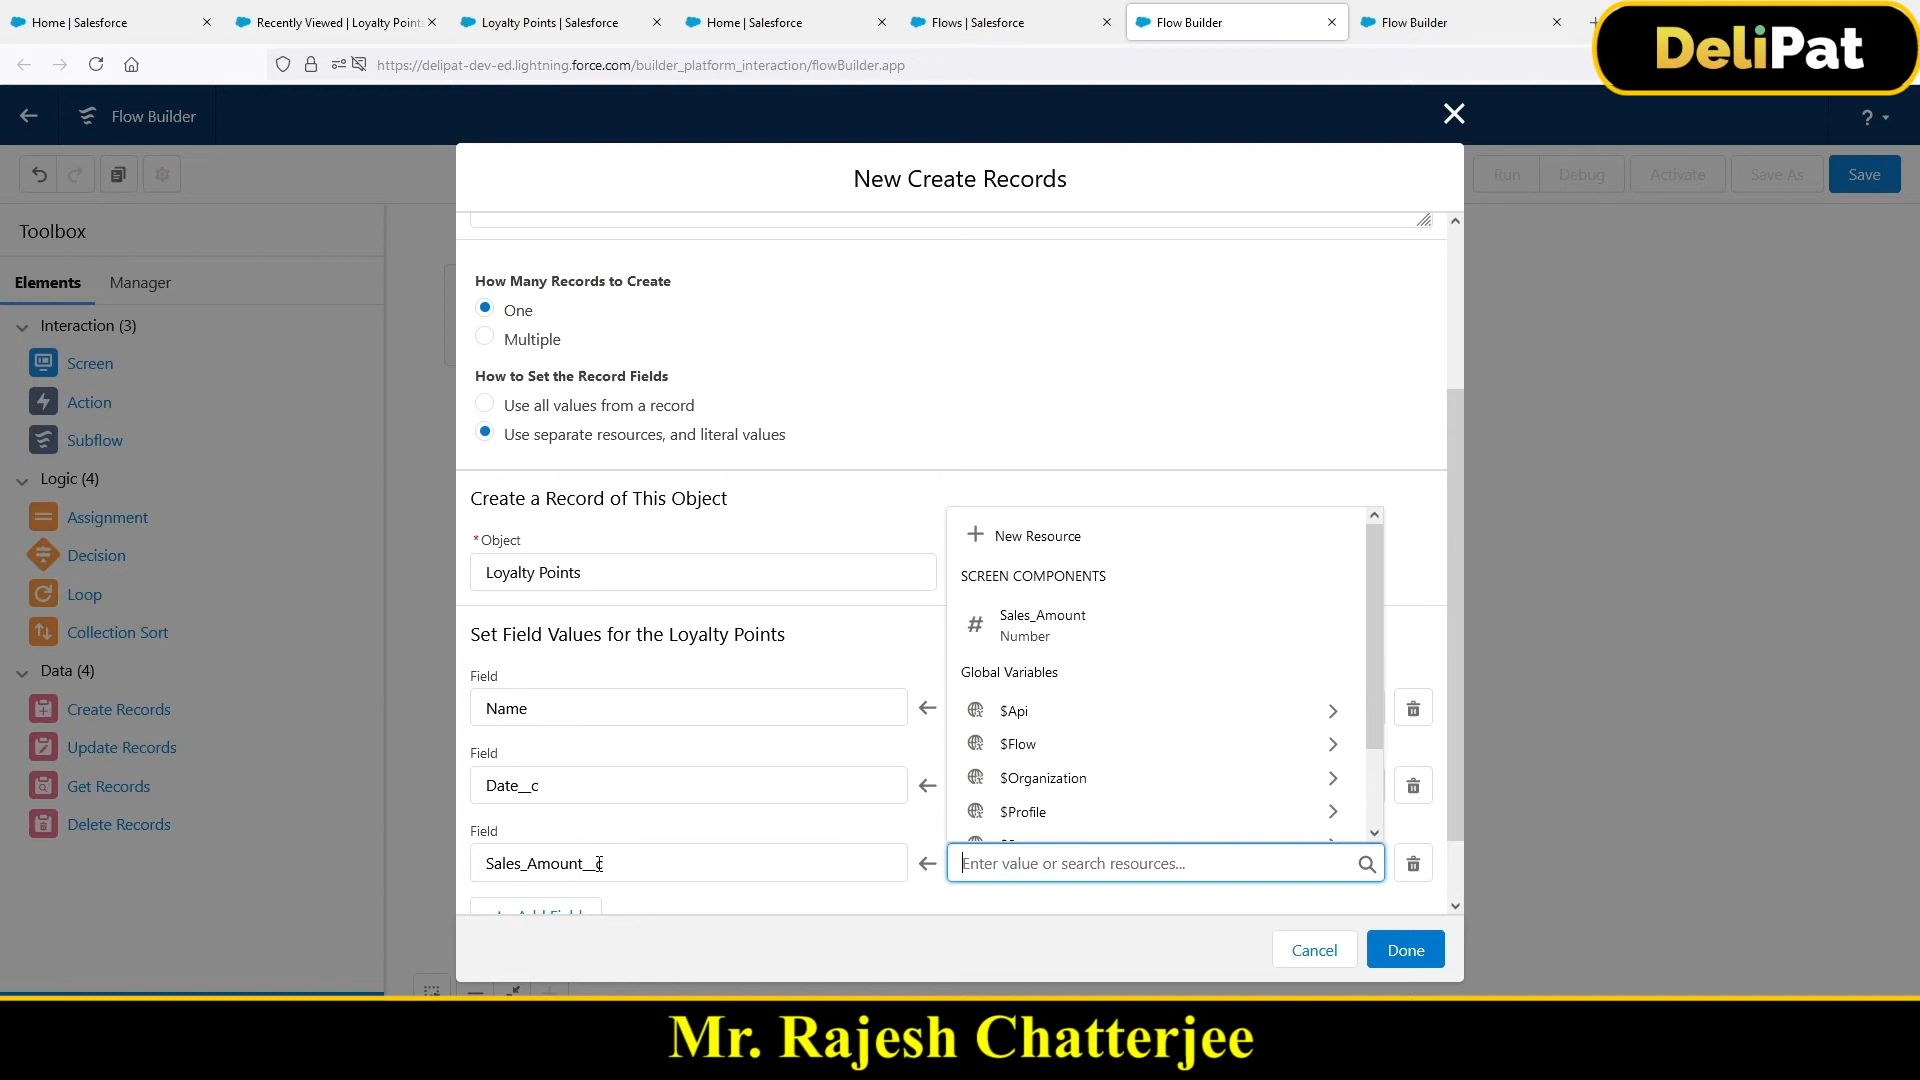 Home | Salesforce
Recently Viewed | Loyalty Points
Loyalty Points | Salesforce
Home | Salesforce
Flows | Salesforce
Flow Builder
Flow Builder
DeliPat
https://delipat-dev-ed.lightning.force.com/builder_platform_interaction/flowBuilder.app
Flow Builder
?
New Create Records
Run
Debug
Activate
Save As
Save
Toolbox
Elements
Manager
Interaction (3)
Screen
Action
Subflow
Logic (4)
Assignment
Decision
Loop
Collection Sort
Data (4)
Create Records
Update Records
Get Records
Delete Records
How Many Records to Create
One
Multiple
How to Set the Record Fields
Use all values from a record
Use separate resources, and literal values
Create a Record of This Object
* Object
Loyalty Points
Set Field Values for the Loyalty Points
Field
Name
Field
Date__c
Field
Sales_Amount__c
Add Field
New Resource
SCREEN COMPONENTS
Sales_Amount
Number
Global Variables
$Api
$Flow
$Organization
$Profile
Enter value or search resources...
Cancel
Done
Mr. Rajesh Chatterjee